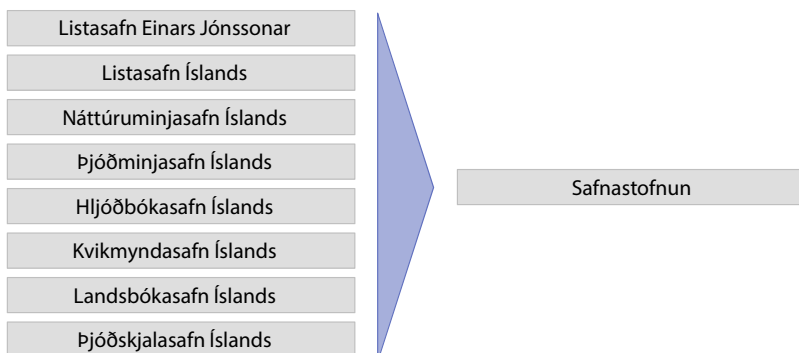 Listasafn Einars Jónssonar
Listasafn Íslands
Náttúruminjasafn Íslands
Þjóðminjasafn Íslands
Hljóðbókasafn Íslands
Kvikmyndasafn Íslands
Landsbókasafn Íslands
Þjóðskjalasafn Íslands
Safnastofnun